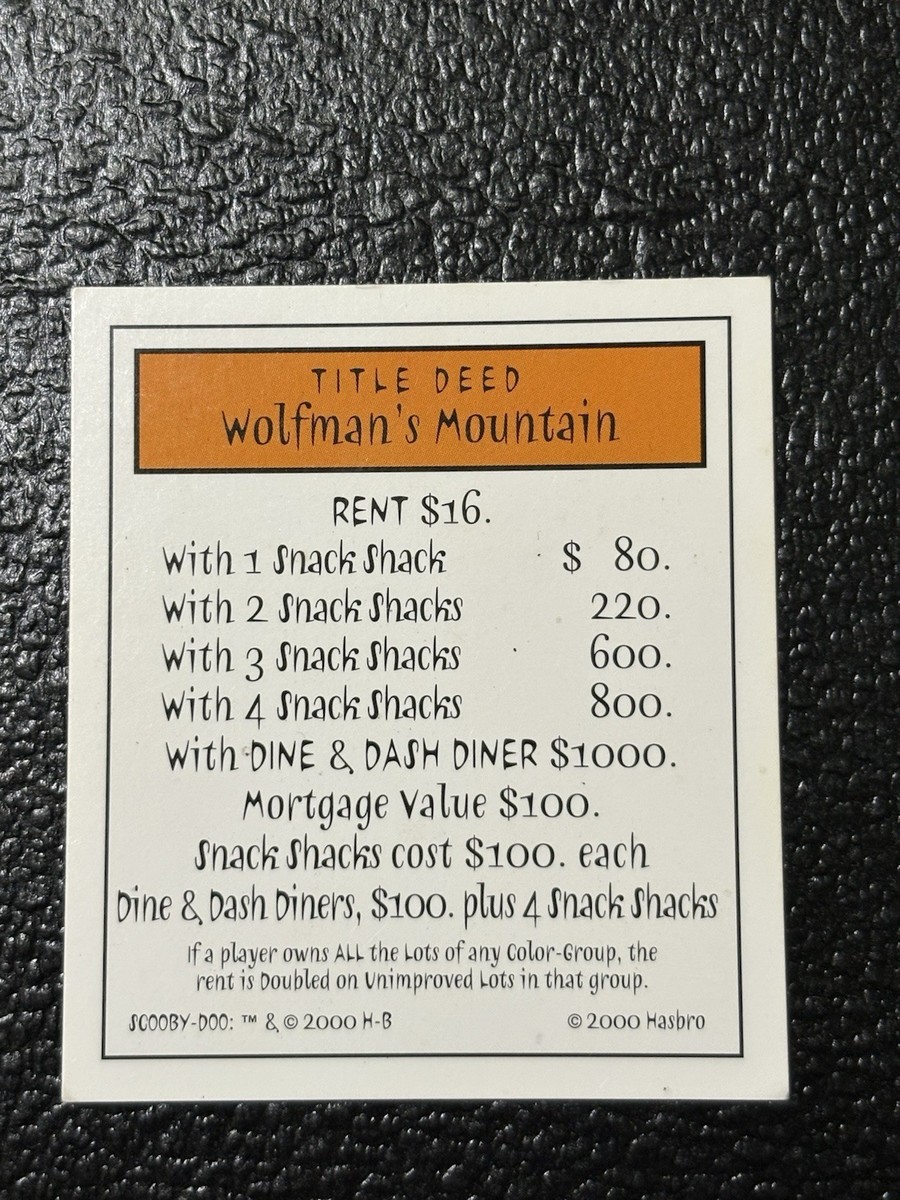 TITLE DEED
Wolfman's Mountain
RENT $16.
With 1 Snack Shack $ 80.
With 2 Snack Shacks 220.
With 3 Snack Shacks 600.
With 4 Snack Shacks 800.
With DINE & DASH DINER $1000.
Mortgage Value $100.
Snack Shacks cost $100. each
Dine & Dash Diners, $100. plus 4 Snack Shacks
If a player owns ALL the Lots of any Color-Group, the
rent is Doubled on Unimproved Lots in that group.
SCOOBY-DOO: ™ & © 2000 H-B © 2000 Hasbro